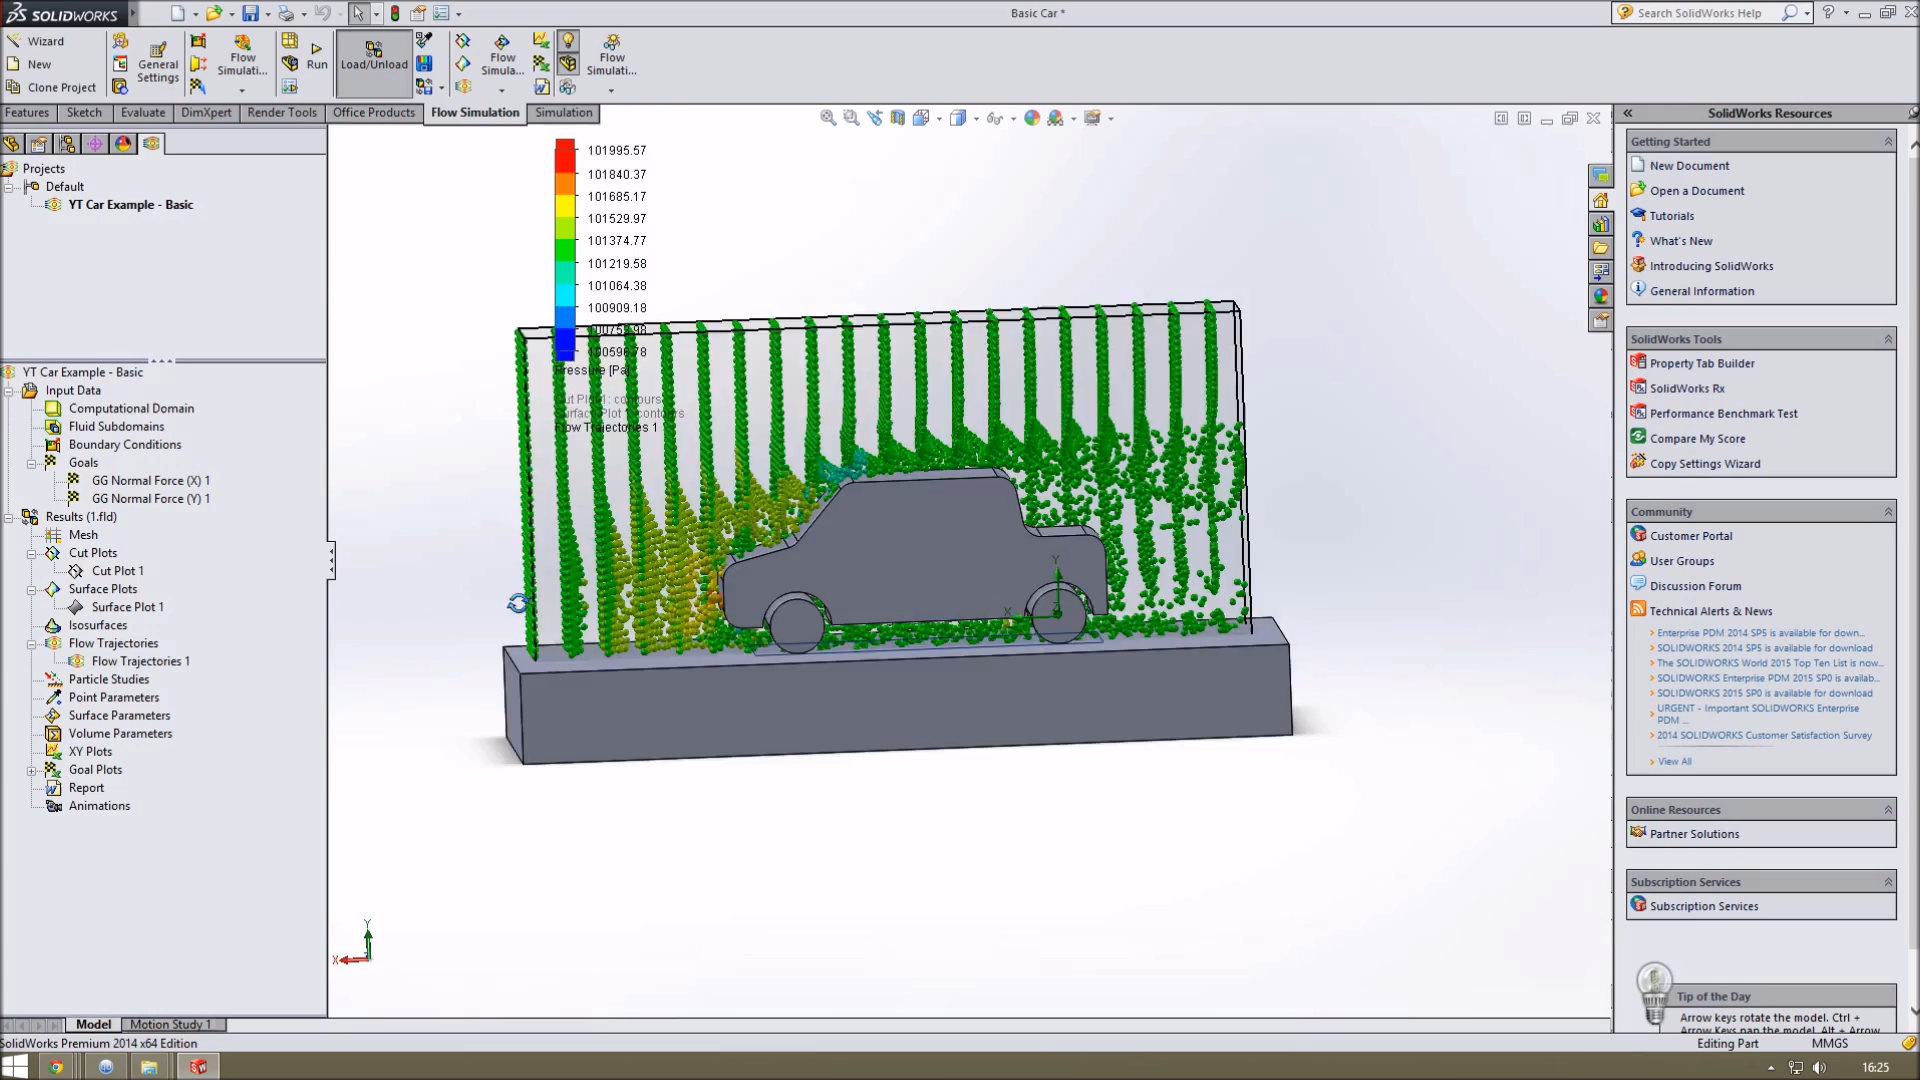 SOLIDWORKS
Basic Car *
Search SolidWorks Help
Wizard
New
Clone Project
General
Settings
Flow
Simulati...
Run
Load/Unload
Flow
Simula...
Flow
Simulati...
Features
Sketch
Evaluate
DimXpert
Render Tools
Office Products
Flow Simulation
Simulation
Projects
Default
YT Car Example - Basic
YT Car Example - Basic
Input Data
Computational Domain
Fluid Subdomains
Boundary Conditions
Goals
GG Normal Force (X) 1
GG Normal Force (Y) 1
Results (1.fld)
Mesh
Cut Plots
Cut Plot 1
Surface Plots
Surface Plot 1
Isosurfaces
Flow Trajectories
Flow Trajectories 1
Particle Studies
Point Parameters
Surface Parameters
Volume Parameters
XY Plots
Goal Plots
Report
Animations
101995.57
101840.37
101685.17
101529.97
101374.77
101219.58
101064.38
100909.18
Pressure [Pa]
Cut Plot 1: contours
Surface Plot 1: contours
Flow Trajectories 1
Y
X
Y
X
SolidWorks Resources
Getting Started
New Document
Open a Document
Tutorials
What's New
Introducing SolidWorks
General Information
SolidWorks Tools
Property Tab Builder
SolidWorks Rx
Performance Benchmark Test
Compare My Score
Copy Settings Wizard
Community
Customer Portal
User Groups
Discussion Forum
Technical Alerts & News
Enterprise PDM 2014 SP5 is available for down...
SOLIDWORKS 2014 SP5 is available for download
The SOLIDWORKS World 2015 Top Ten List is now...
SOLIDWORKS Enterprise PDM 2015 SP0 is availab...
SOLIDWORKS 2015 SP0 is available for download
URGENT - Important SOLIDWORKS Enterprise
PDM ...
2014 SOLIDWORKS Customer Satisfaction Survey
View All
Online Resources
Partner Solutions
Subscription Services
Subscription Services
Tip of the Day
Arrow keys rotate the model. Ctrl +
Arrow Keys pan the model. Alt + Arrow
Model
Motion Study 1
SolidWorks Premium 2014 x64 Edition
Editing Part
MMGS
16:25